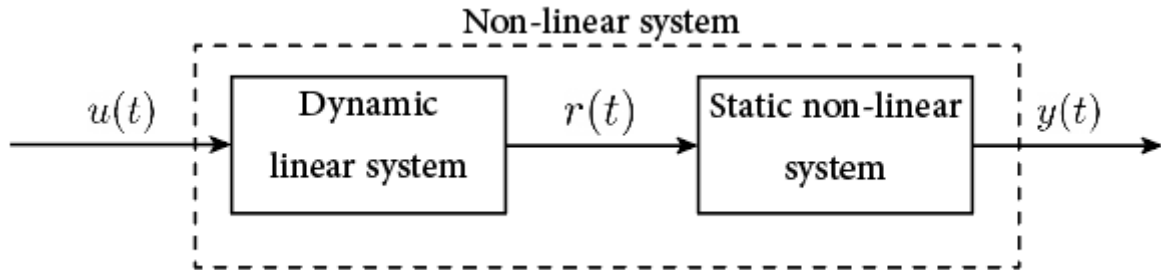 Non-linear system
u(t)
Dynamic
linear system
r(t)
Static non-linear
system
y(t)